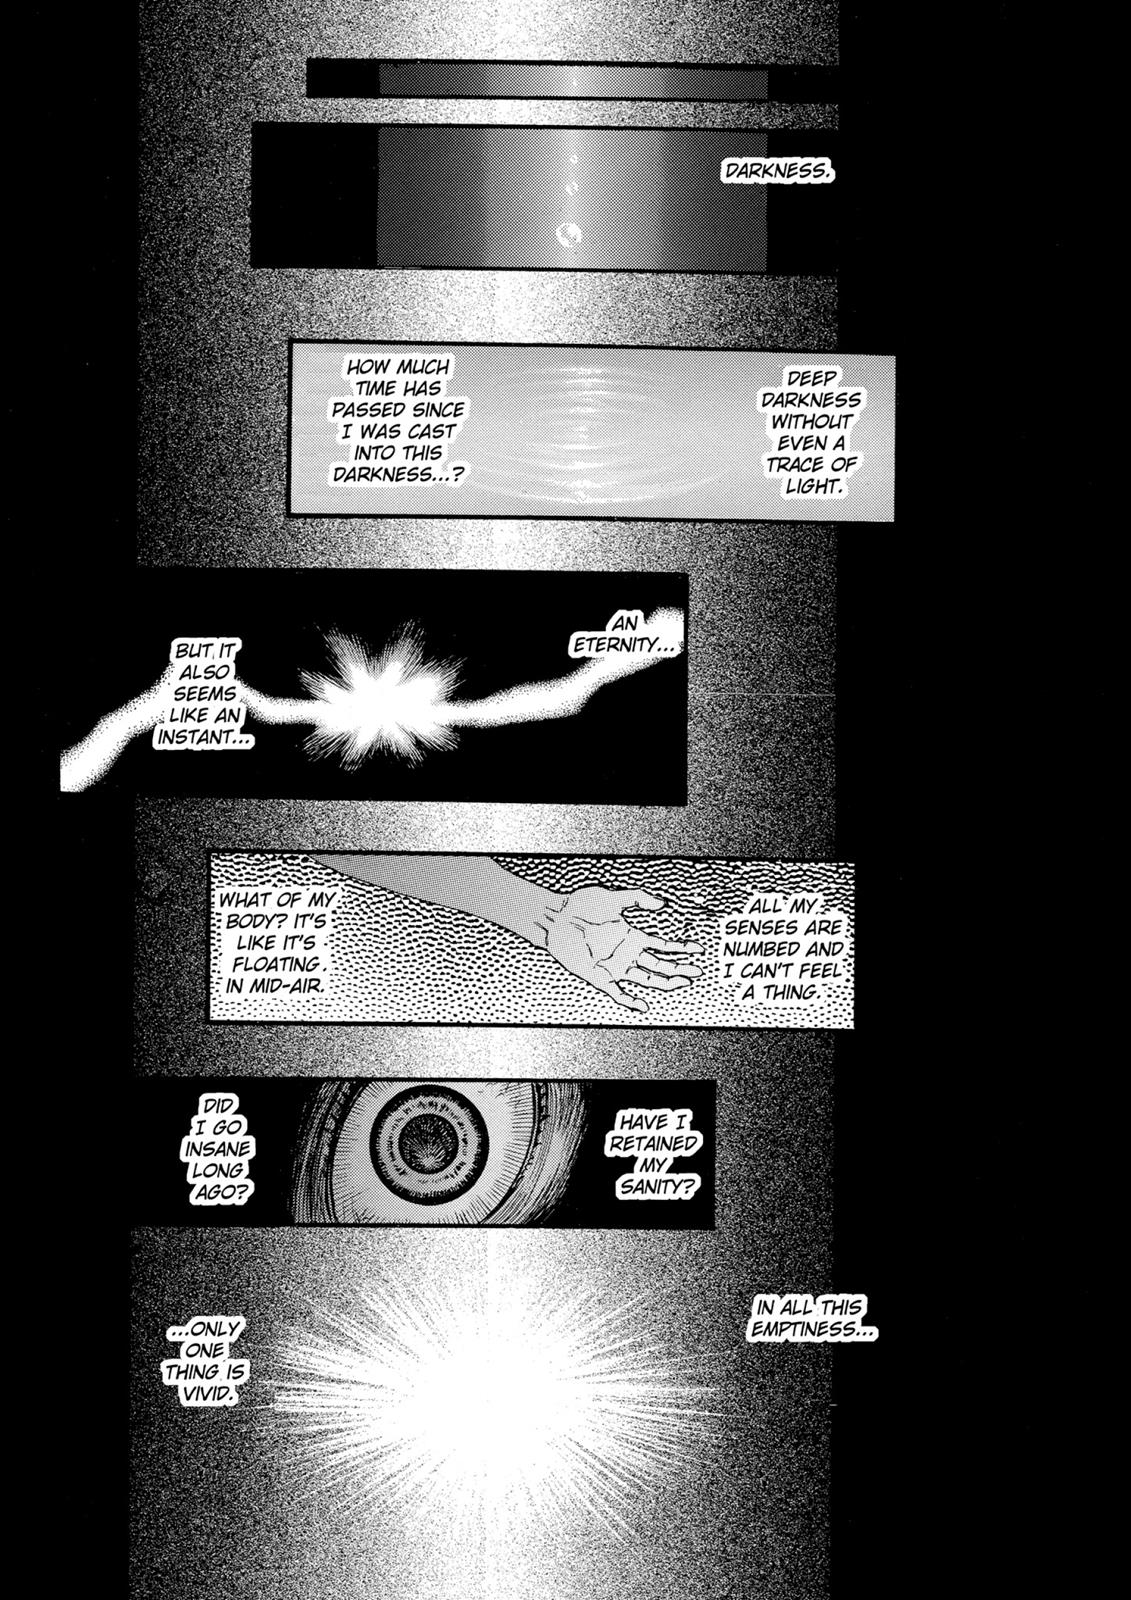 DARKNESS.
DEEP
DARKNESS
WITHOUT
EVEN A
TRACE OF
LIGHT.
HOW MUCH
TIME HAS
PASSED SINCE
I WAS CAST
INTO THIS
DARKNESS...?
AN
ETERNITY...
BUT IT
ALSO
SEEMS
LIKE AN
INSTANT...
ALL MY
SENSES ARE
NUMBED AND
I CAN'T FEEL
A THING.
WHAT OF MY
BODY? IT'S
LIKE IT'S
FLOATING
IN MID-AIR.
HAVE I
RETAINED
MY
SANITY?
DID
I GO
INSANE
LONG
AGO?
IN ALL THIS
EMPTINESS...
...ONLY
ONE
THING IS
VIVID.